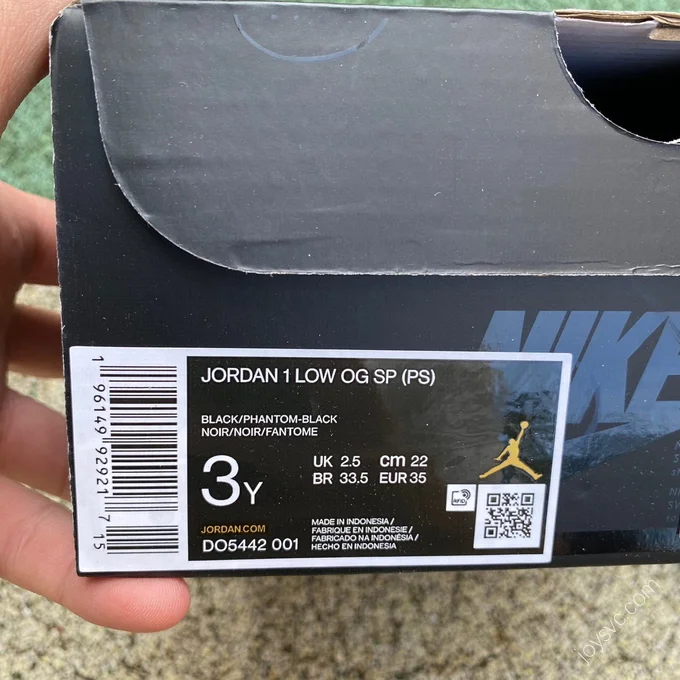 NIKE
JORDAN 1 LOW OG SP (PS)
BLACK/PHANTOM-BLACK
NOIR/NOIR/FANTOME
3Y
UK 2.5 cm 22
BR 33.5 EUR 35
RFID
JORDAN.COM
DO5442 001
MADE IN INDONESIA /
FABRIQUE EN INDONESIE /
FABRICADO NA INDONÉSIA /
HECHO EN INDONESIA
1 96149 92921 7 15
joysvc.com